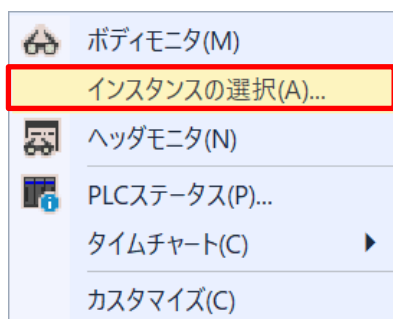 ボディモニタ(M)
インスタンスの選択(A)...
ヘッダモニタ(N)
PLCステータス(P)...
タイムチャート(C)
カスタマイズ(C)